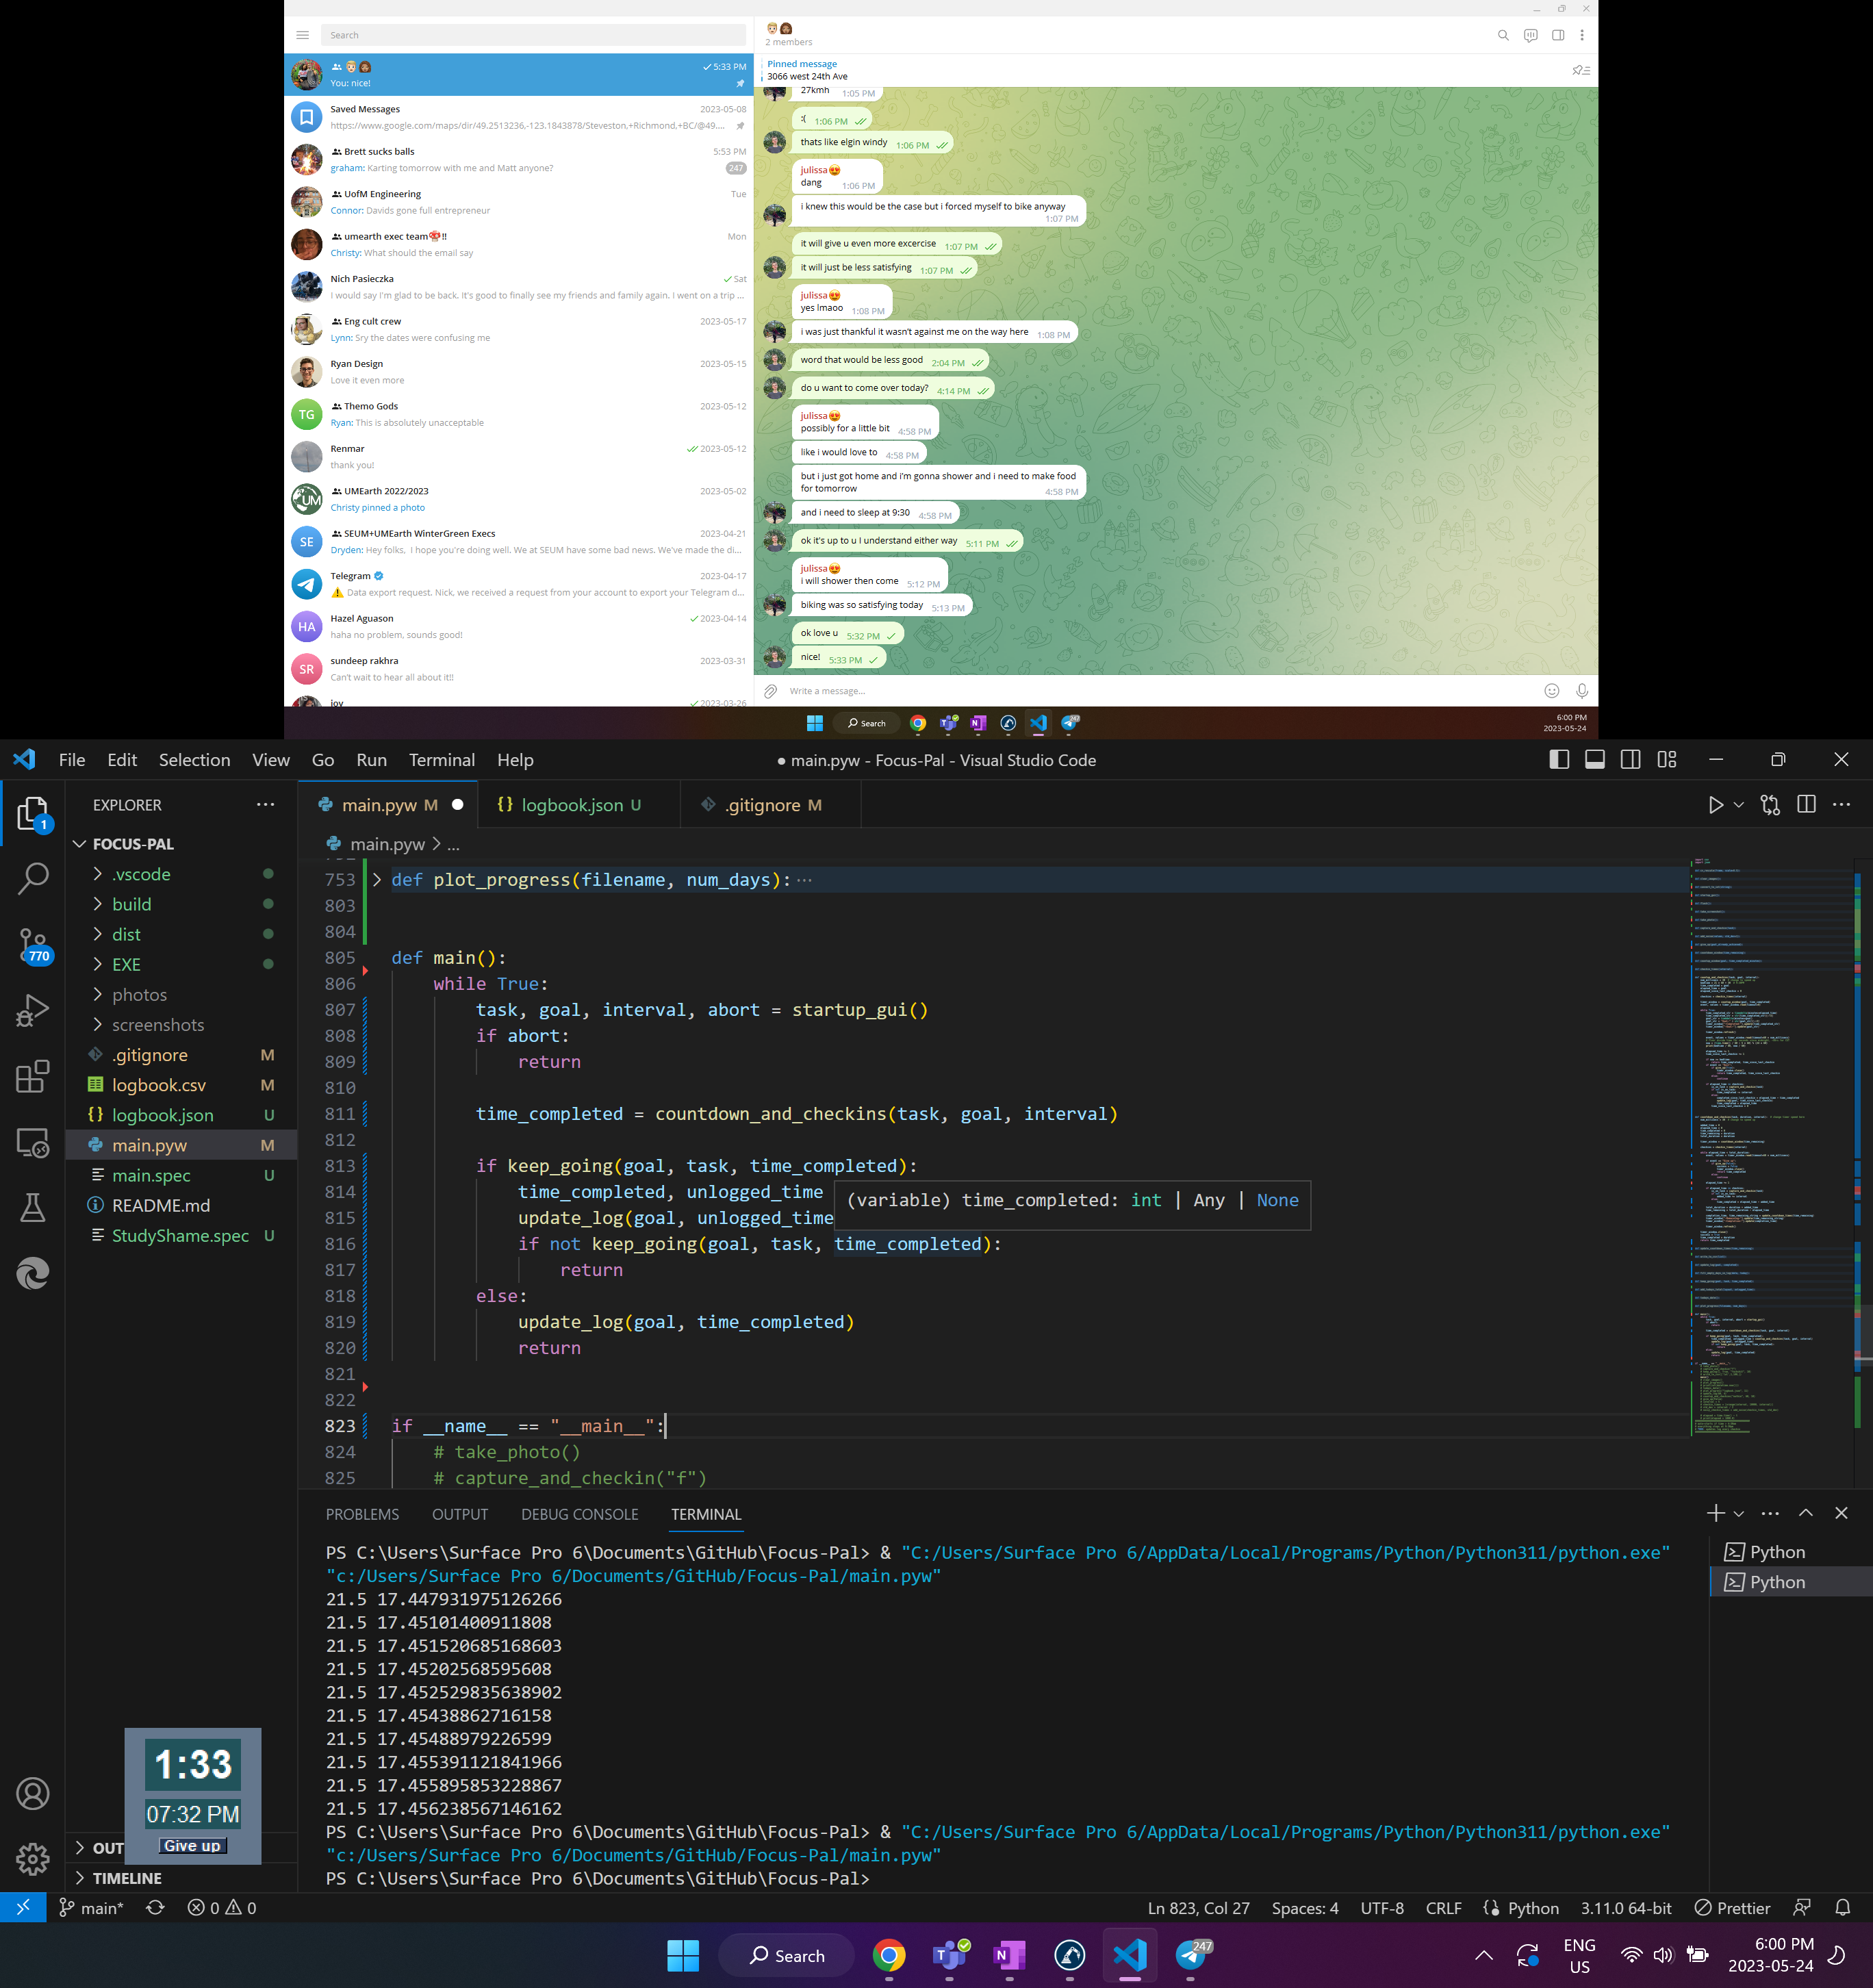 Search
5:33 PM
You: nice!
Saved Messages 2023-05-08
https://www.google.com/maps/dir/49.2513236,-123.1843878/Steveston,+Richmond,+BC/@49....
Brett sucks balls 5:53 PM
graham: Karting tomorrow with me and Matt anyone? 247
UofM Engineering Tue
Connor: Davids gone full entrepreneur
umearth exec team🍄!! Mon
Christy: What should the email say
Nich Pasieczka Sat
I would say I'm glad to be back. It's good to finally see my friends and family again. I went on a trip ...
Eng cult crew 2023-05-17
Lynn: Sry the dates were confusing me
Ryan Design 2023-05-15
Love it even more
TG Themo Gods 2023-05-12
Ryan: This is absolutely unacceptable
Renmar 2023-05-12
thank you!
UM UMEarth 2022/2023 2023-05-02
Christy pinned a photo
SE SEUM+UMEarth WinterGreen Execs 2023-04-21
Dryden: Hey folks, I hope you're doing well. We at SEUM have some bad news. We've made the di...
Telegram 2023-04-17
⚠️ Data export request. Nick, we received a request from your account to export your Telegram d...
HA Hazel Aguason 2023-04-14
haha no problem, sounds good!
SR sundeep rakhra 2023-03-31
Can't wait to hear all about it!!
joy 2023-03-26
2 members
Pinned message
3066 west 24th Ave
27kmh 1:05 PM
:( 1:06 PM
thats like elgin windy 1:06 PM
julissa😍
dang 1:06 PM
i knew this would be the case but i forced myself to bike anyway
1:07 PM
it will give u even more excercise 1:07 PM
it will just be less satisfying 1:07 PM
julissa😍
yes lmaoo 1:08 PM
i was just thankful it wasn't against me on the way here 1:08 PM
word that would be less good 2:04 PM
do u want to come over today? 4:14 PM
julissa😍
possibly for a little bit 4:58 PM
like i would love to 4:58 PM
but i just got home and i'm gonna shower and i need to make food
for tomorrow 4:58 PM
and i need to sleep at 9:30 4:58 PM
ok it's up to u I understand either way 5:11 PM
julissa😍
i will shower then come 5:12 PM
biking was so satisfying today 5:13 PM
ok love u 5:32 PM
nice! 5:33 PM
Write a message...
Search 247 6:00 PM
2023-05-24
File Edit Selection View Go Run Terminal Help
● main.pyw - Focus-Pal - Visual Studio Code
EXPLORER ...
1
770
FOCUS-PAL
.vscode
build
dist
EXE
photos
screenshots
.gitignore M
logbook.csv M
{} logbook.json U
main.pyw M
main.spec U
README.md
StudyShame.spec U
OUT
TIMELINE
1:33
07:32 PM
Give up
main.pyw M ● {} logbook.json U .gitignore M
main.pyw > ...
753 def plot_progress(filename, num_days):...
803
804
805 def main():
806 while True:
807 task, goal, interval, abort = startup_gui()
808 if abort:
809 return
810
811 time_completed = countdown_and_checkins(task, goal, interval)
812
813 if keep_going(goal, task, time_completed):
814 time_completed, unlogged_time
(variable) time_completed: int | Any | None
815 update_log(goal, unlogged_time
816 if not keep_going(goal, task, time_completed):
817 return
818 else:
819 update_log(goal, time_completed)
820 return
821
822
823 if __name__ == "__main__":
824 # take_photo()
825 # capture_and_checkin("f")
PROBLEMS OUTPUT DEBUG CONSOLE TERMINAL
PS C:\Users\Surface Pro 6\Documents\GitHub\Focus-Pal> & "C:/Users/Surface Pro 6/AppData/Local/Programs/Python/Python311/python.exe"
"c:/Users/Surface Pro 6/Documents/GitHub/Focus-Pal/main.pyw"
21.5 17.447931975126266
21.5 17.45101400911808
21.5 17.451520685168603
21.5 17.45202568595608
21.5 17.452529835638902
21.5 17.45438862716158
21.5 17.45488979226599
21.5 17.455391121841966
21.5 17.455895853228867
21.5 17.456238567146162
PS C:\Users\Surface Pro 6\Documents\GitHub\Focus-Pal> & "C:/Users/Surface Pro 6/AppData/Local/Programs/Python/Python311/python.exe"
"c:/Users/Surface Pro 6/Documents/GitHub/Focus-Pal/main.pyw"
PS C:\Users\Surface Pro 6\Documents\GitHub\Focus-Pal>
Python
Python
main* 0 0 Ln 823, Col 27 Spaces: 4 UTF-8 CRLF Python 3.11.0 64-bit Prettier
Search 247 ENG
US 6:00 PM
2023-05-24